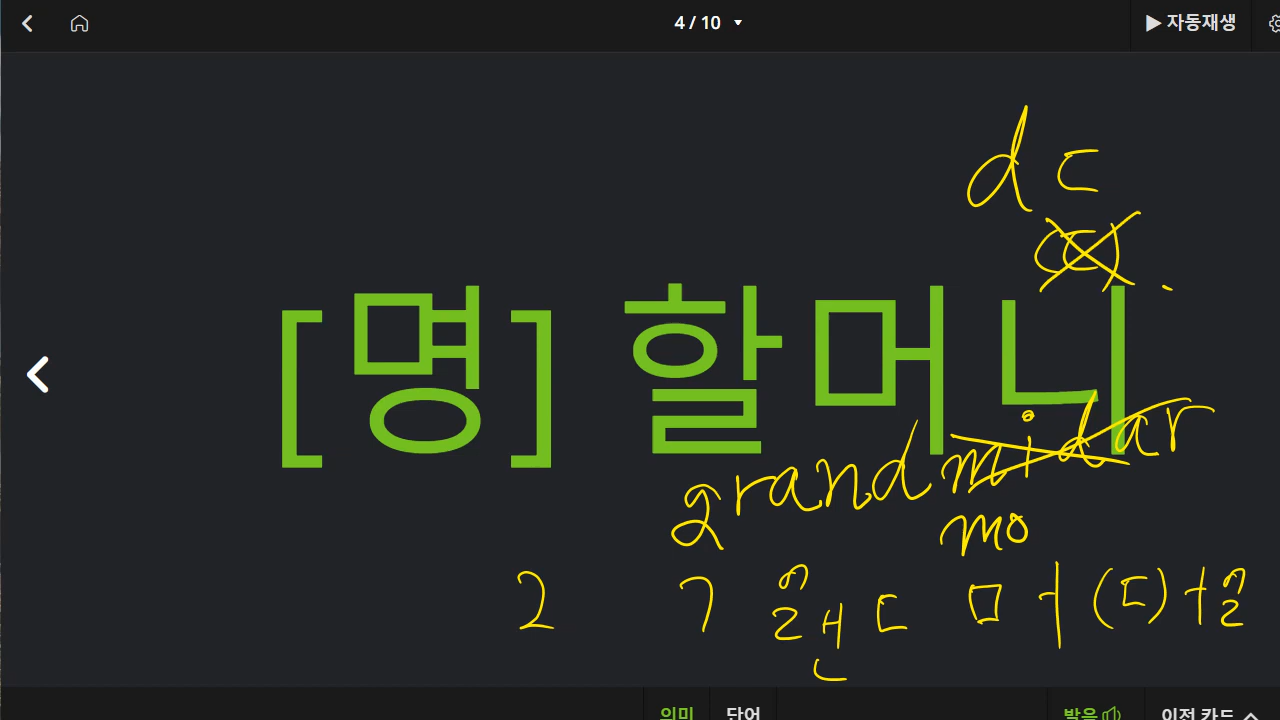 4 / 10
▶ 자동재생
d ㄷ
(ㄷ)
[명] 할머니
grandmidar
mo
2 ㄱ ㄹ ㅐ ㄴ ㄷ ㅁ ㅓ (ㄷ) ㅓ ㄹ
의미 단어 발음 이전 카드